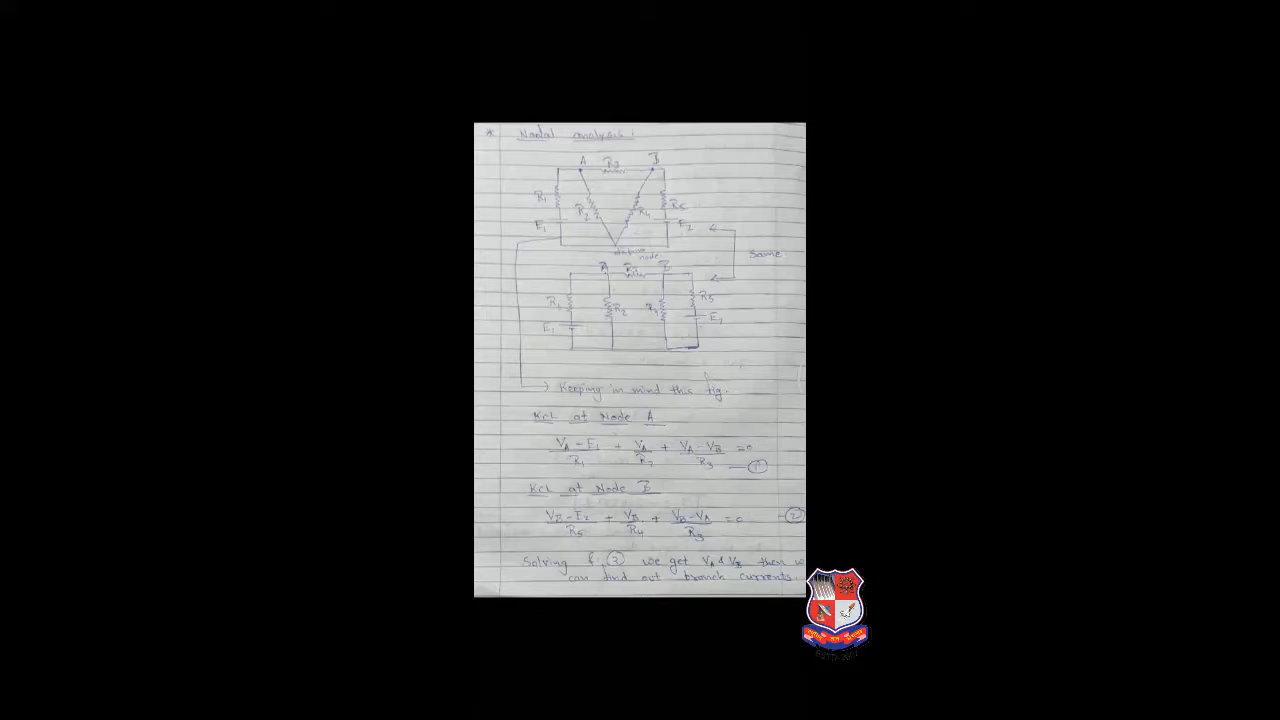 * Nodal analysis :
A R3 B
R1 R2 R4 R5
E1 E2
node
Same
A R3 B
R1 R2 R4 R5
E1 E2
→ Keeping in mind this fig.
KCL at Node A
(VA - E1)/R1 + VA/R2 + (VA - VB)/R3 = 0 — ①
KCL at Node B
(VB - E2)/R5 + VB/R4 + (VB - VA)/R3 = 0 — ②
Solving ② we get VA & VB then
can find out branch currents.